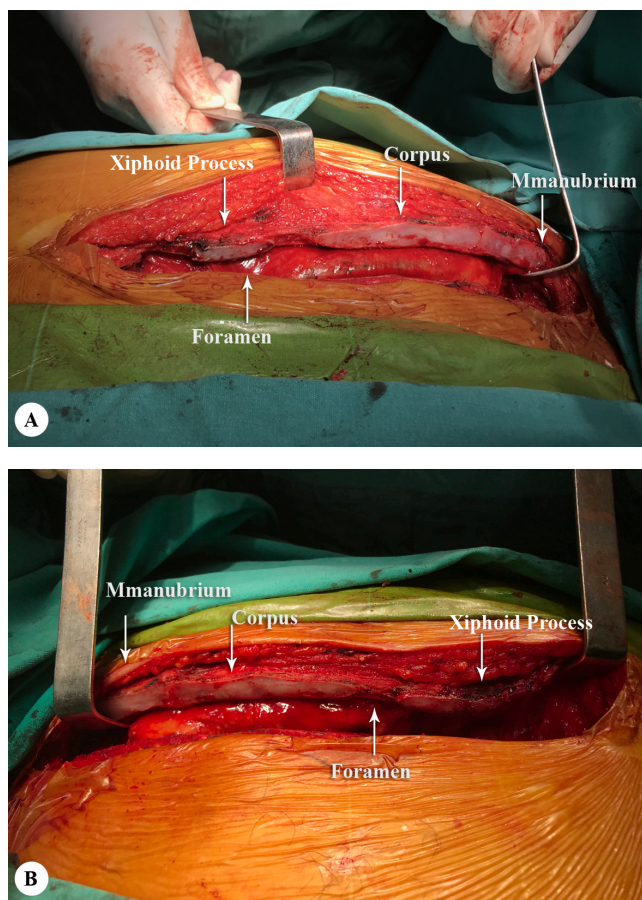 Xiphoid Process
Corpus
Mmanubrium
Foramen
A
Mmanubrium
Corpus
Xiphoid Process
Foramen
B